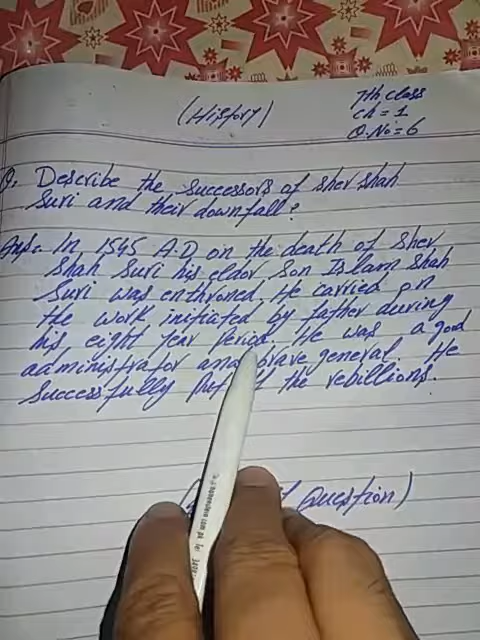 (History)
7th Class
Ch = 1
Q.No = 6
Q. Describe the successors of Sher Shah
Suri and their downfall?
Ans:- In 1545 A.D on the death of Sher
Shah Suri his eldor Son Islam Shah
Suri was enthroned. He carried on
the work initiated by father during
his eight year Period. He was a good
administrator and brave general. He
Successfully Put the rebillions.
Question)